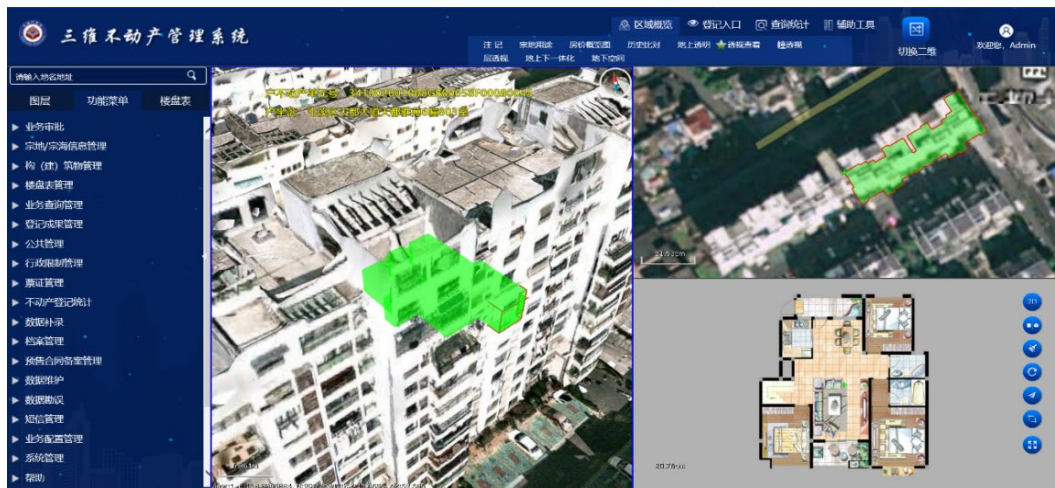 三维不动产管理系统
区域概览 登记入口 查询统计 辅助工具
切换二维
欢迎您, Admin
注记 宗地用途 房价概览图 历史比对 地上透明 透视查看 幢透视
层透视 地上下一体化 地下空间
请输入地名地址
图层 功能菜单 楼盘表
业务审批
宗地/宗海信息管理
构（建）筑物管理
楼盘表管理
业务查询管理
登记成果管理
公共管理
行政限制管理
票证管理
不动产登记统计
数据补录
档案管理
预售合同备案管理
数据维护
数据勘误
短信管理
业务配置管理
系统管理
帮助
2D